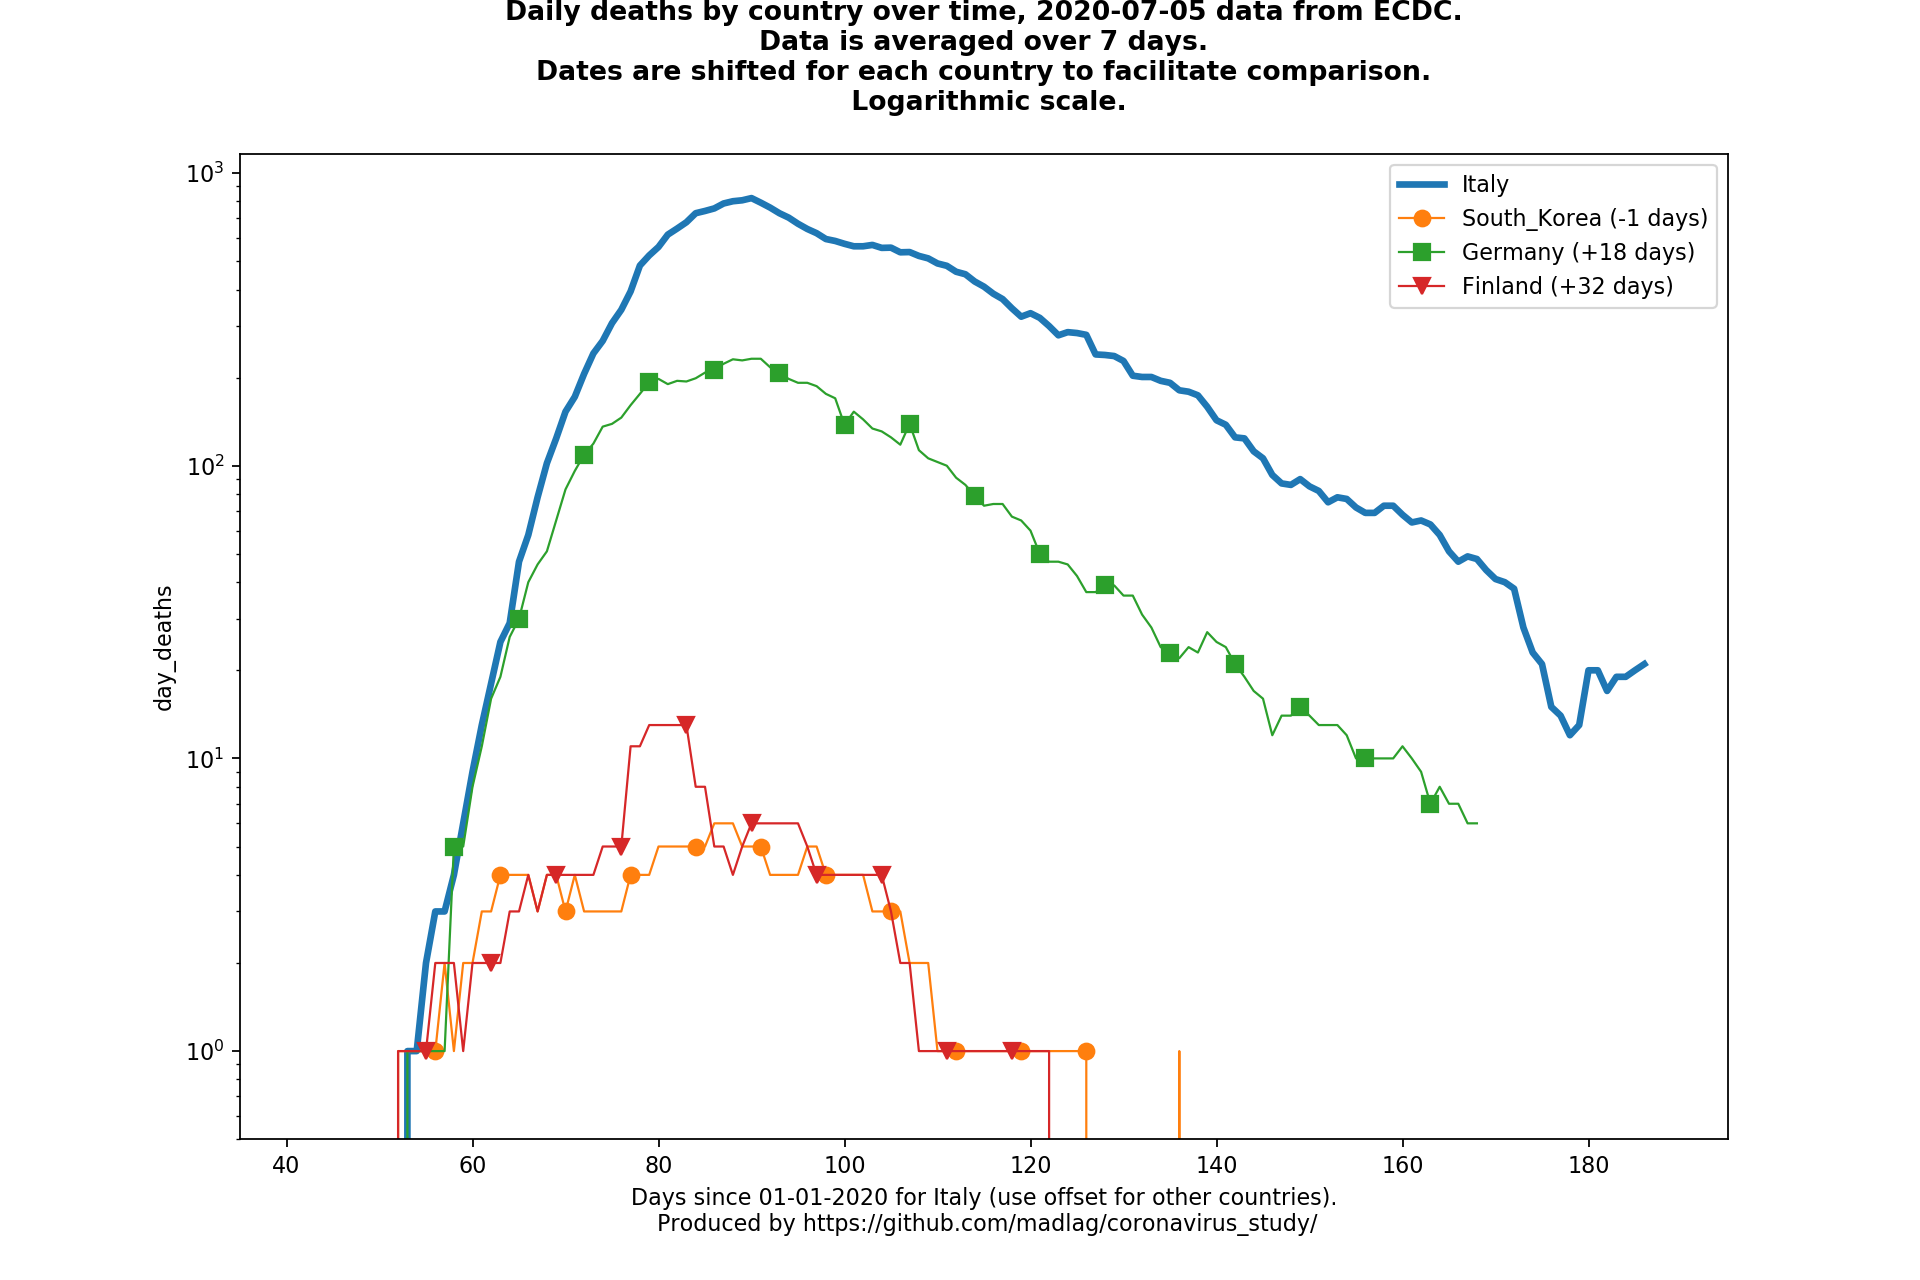 Daily deaths by country over time, 2020-07-05 data from ECDC.
Data is averaged over 7 days.
Dates are shifted for each country to facilitate comparison.
Logarithmic scale.
10³
Italy
South_Korea (-1 days)
Germany (+18 days)
Finland (+32 days)
10²
day_deaths
10¹
10⁰
40 60 80 100 120 140 160 180
Days since 01-01-2020 for Italy (use offset for other countries).
Produced by https://github.com/madlag/coronavirus_study/